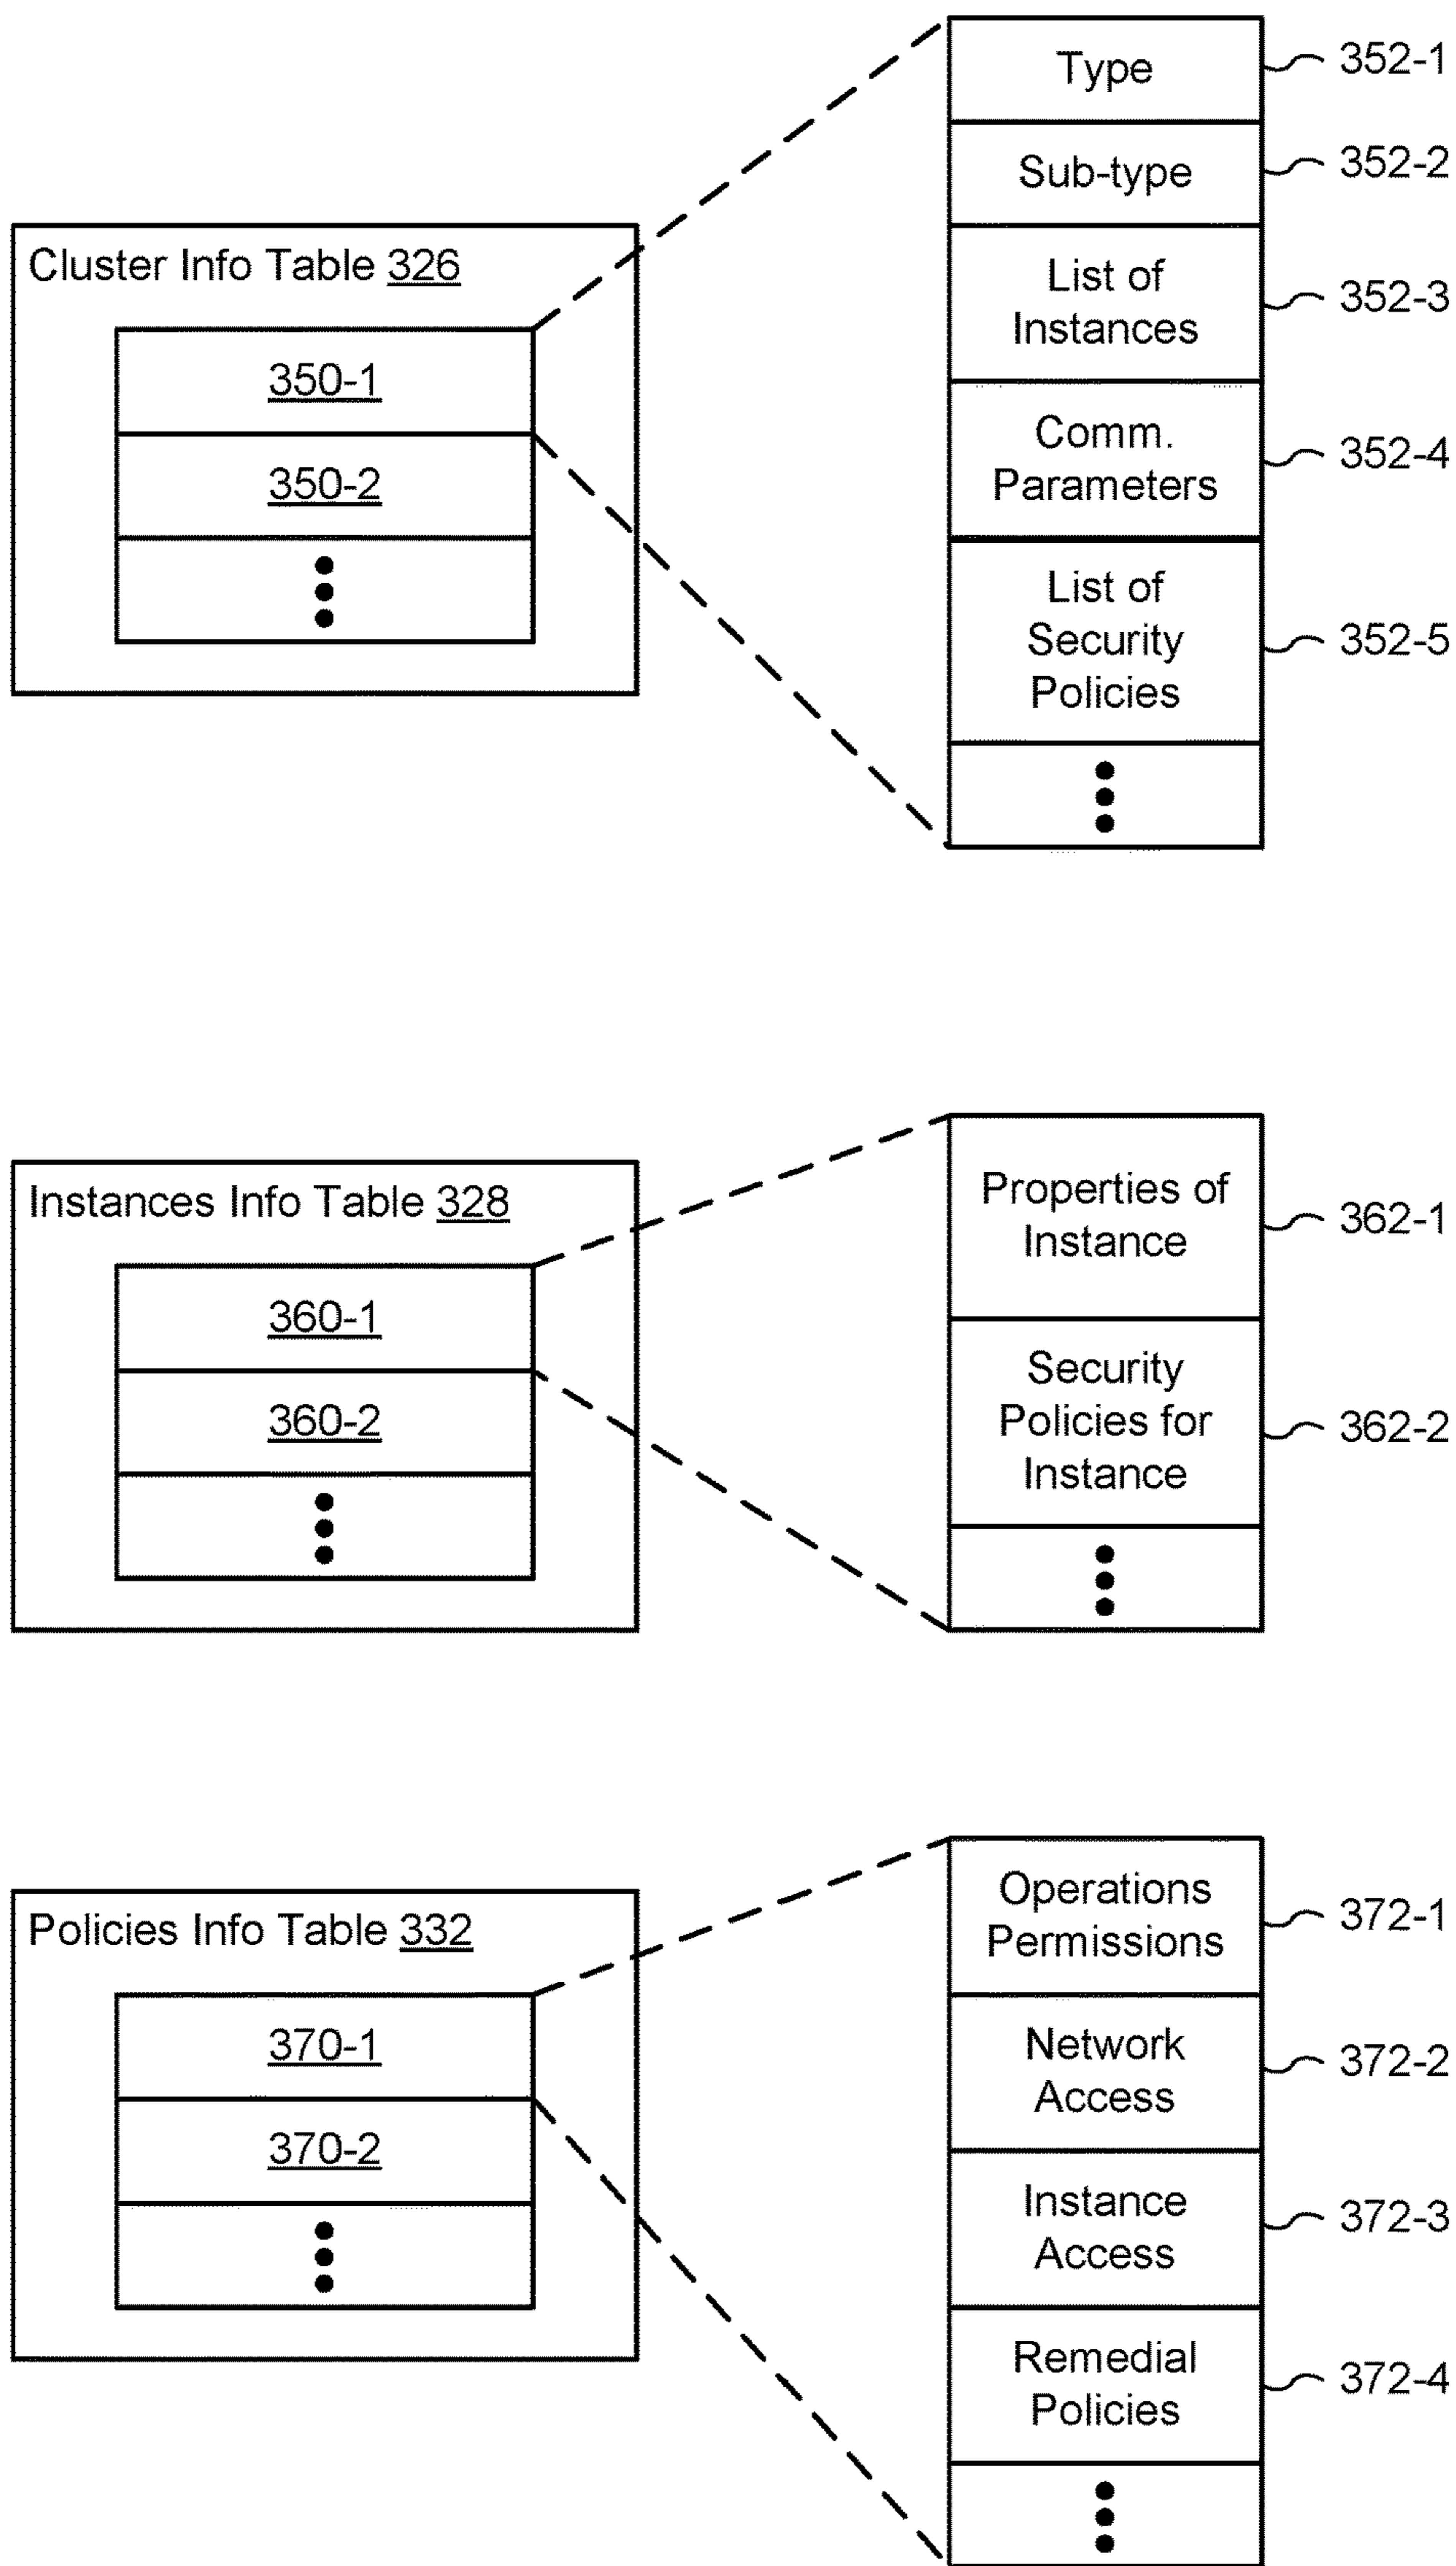 Type
352-1
Sub-type
352-2
Cluster Info Table 326
List of
Instances
352-3
350-1
Comm.
Parameters
352-4
350-2
List of
Security
Policies
352-5
Instances Info Table 328
Properties of
Instance
362-1
360-1
Security
Policies for
Instance
362-2
360-2
Policies Info Table 332
Operations
Permissions
372-1
370-1
Network
Access
372-2
370-2
Instance
Access
372-3
Remedial
Policies
372-4